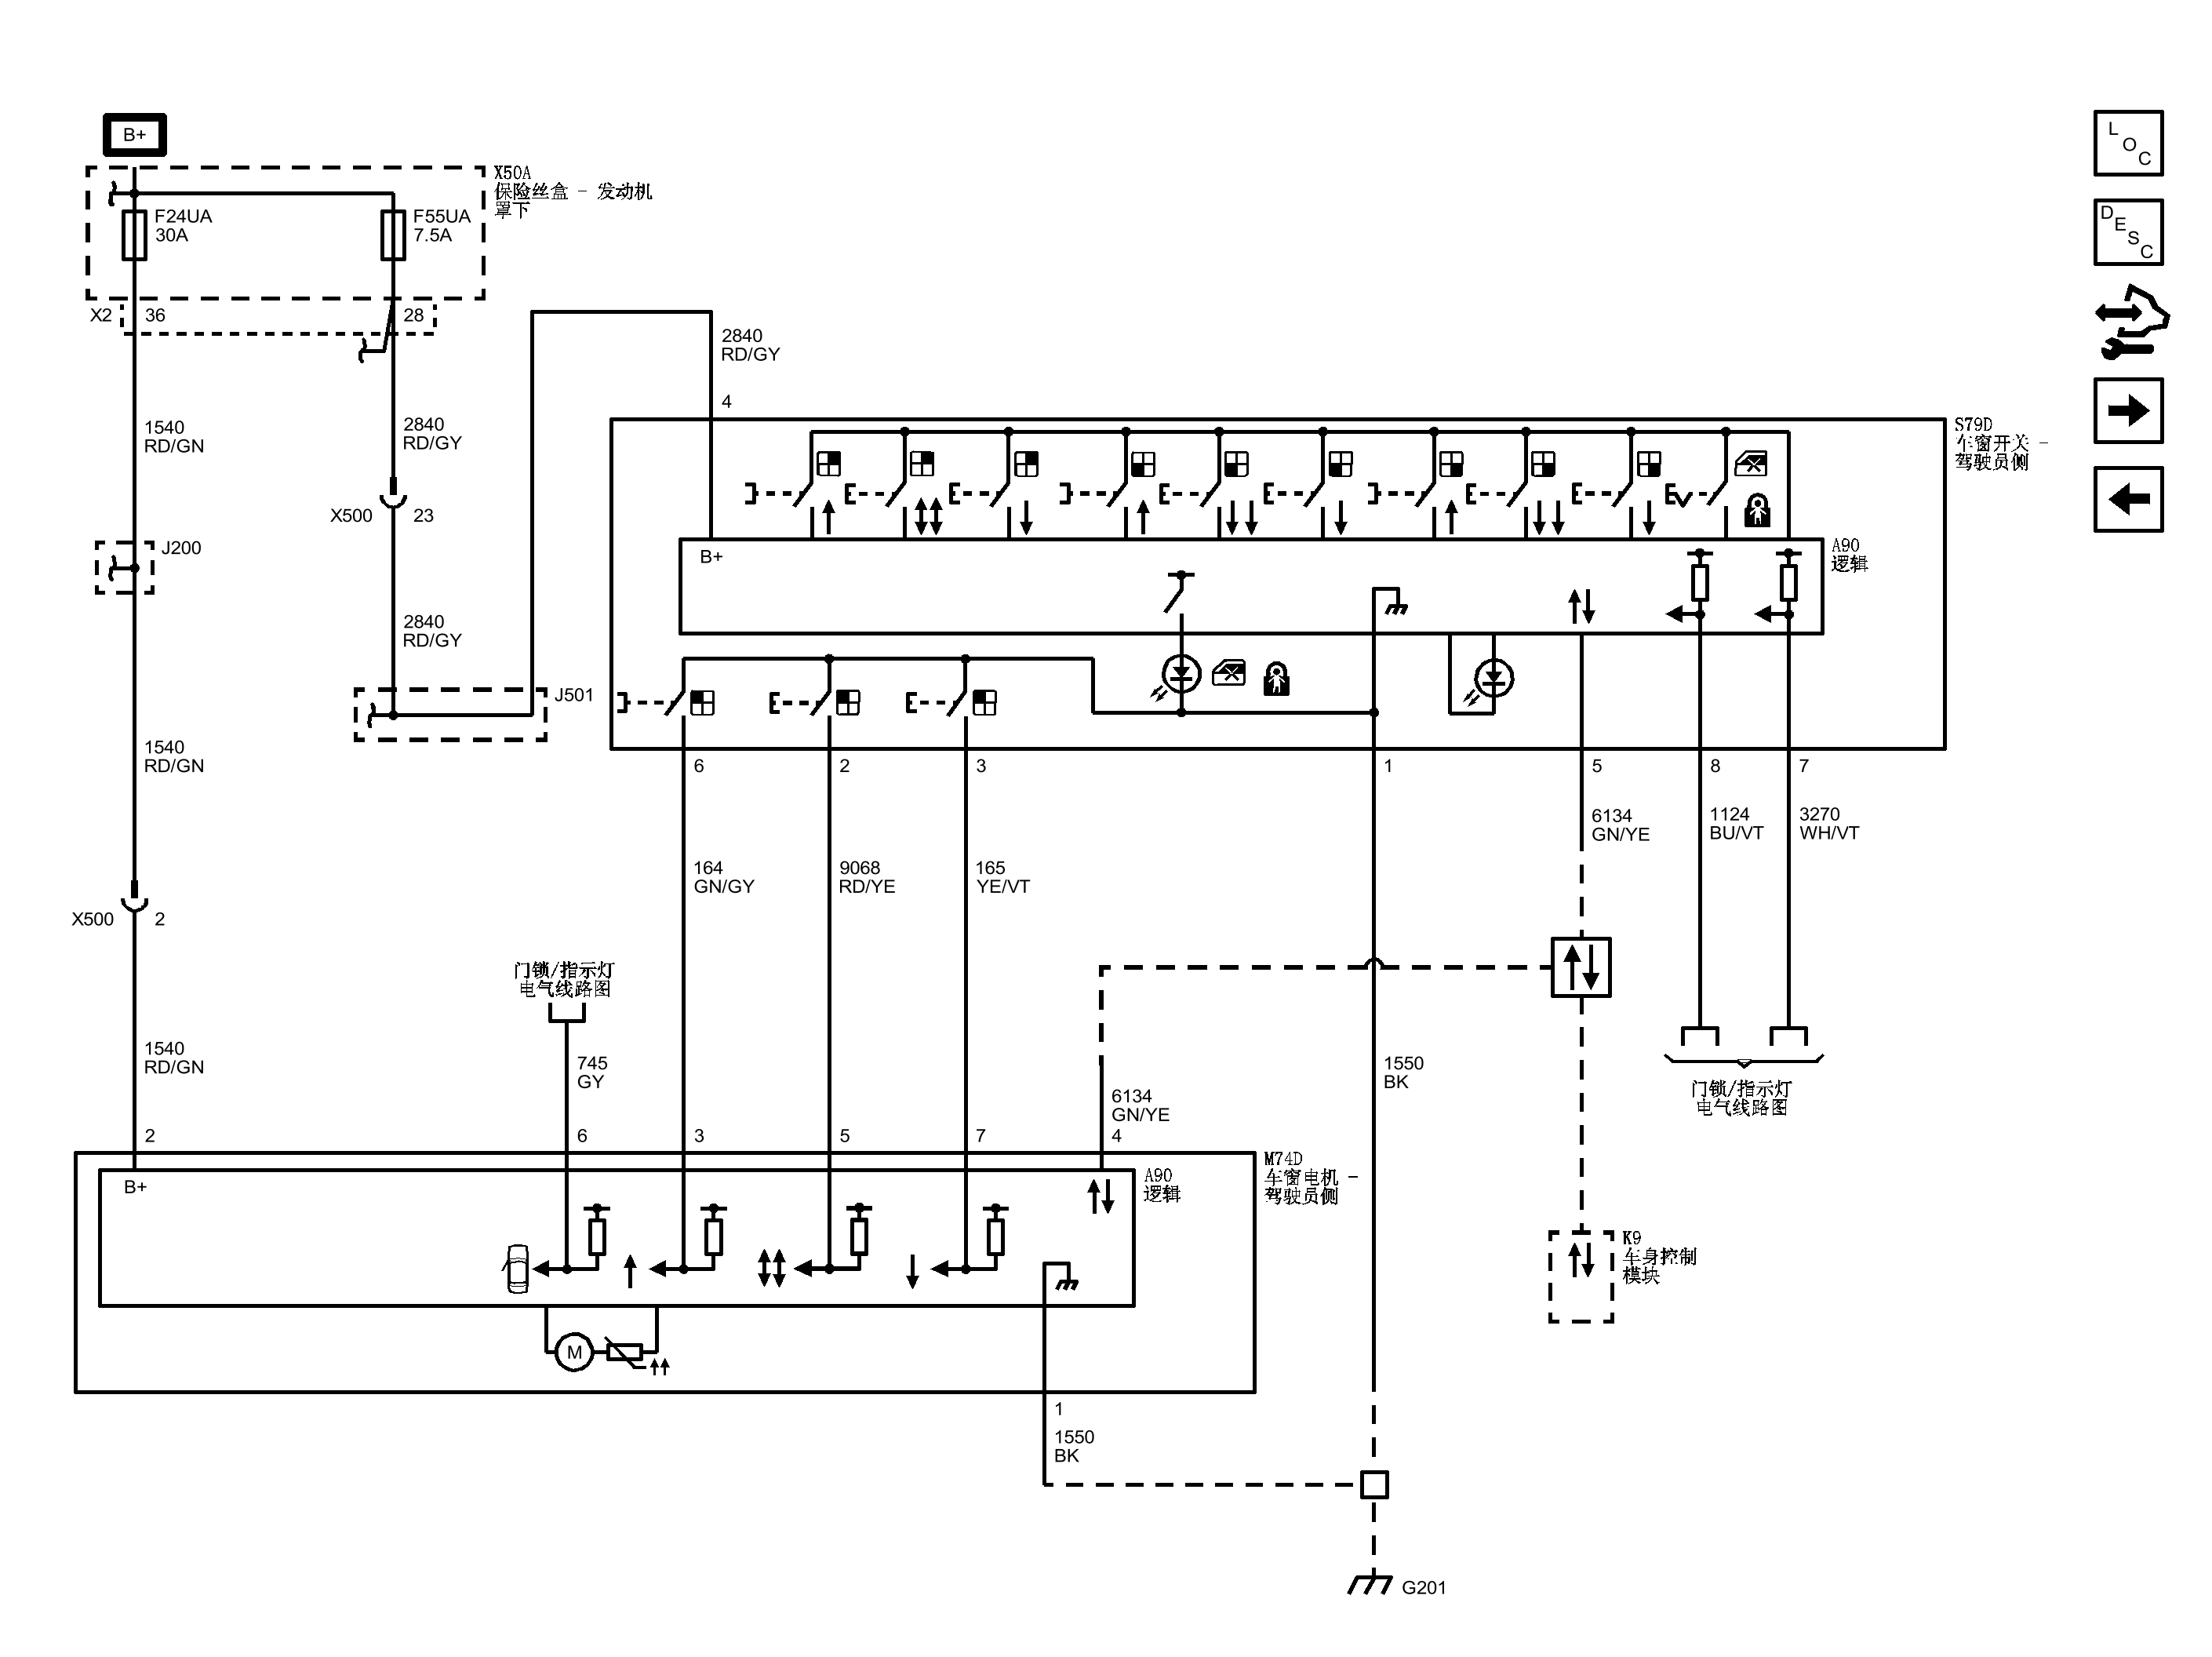 B+
X50A
保险丝盒 - 发动机
罩下
F24UA
30A
F55UA
7.5A
X2
36
28
L
O
C
D
E
S
C
2840
RD/GY
4
1540
RD/GN
2840
RD/GY
X500
23
J200
2840
RD/GY
J501
1540
RD/GN
S79D
车窗开关 -
驾驶员侧
B+
A90
逻辑
6
2
3
1
5
8
7
6134
GN/YE
1124
BU/VT
3270
WH/VT
164
GN/GY
9068
RD/YE
165
YE/VT
X500
2
门锁/指示灯
电气线路图
1540
RD/GN
745
GY
1550
BK
6134
GN/YE
门锁/指示灯
电气线路图
2
6
3
5
7
4
M74D
车窗电机 -
驾驶员侧
B+
A90
逻辑
K9
车身控制
模块
M
1
1550
BK
G201